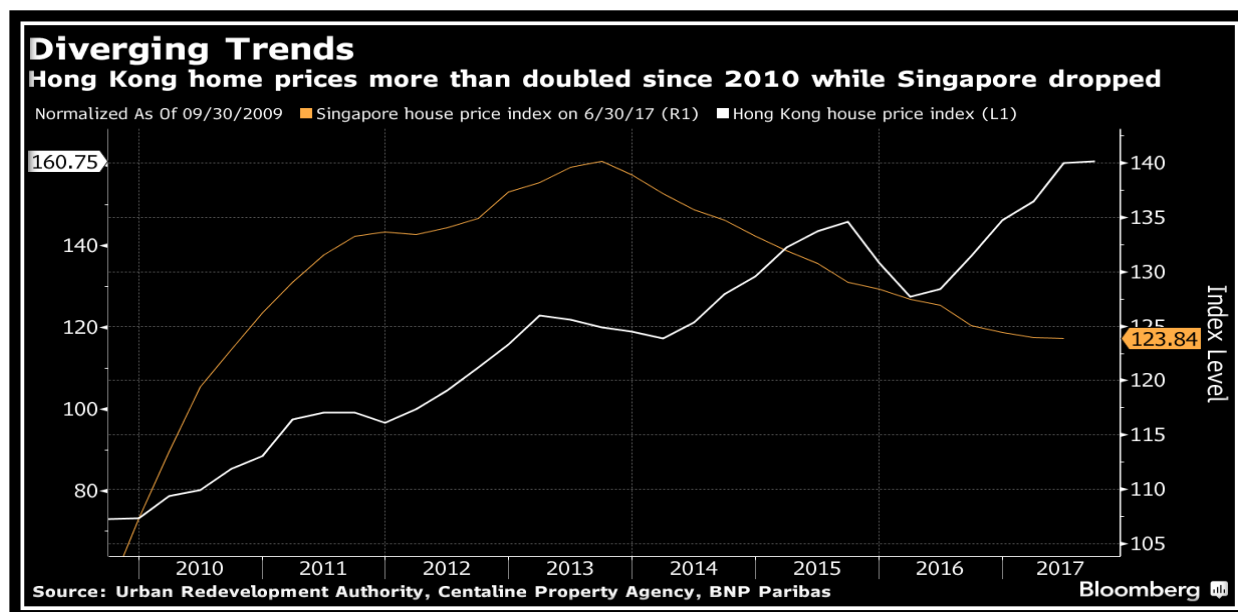 Diverging Trends
Hong Kong home prices more than doubled since 2010 while Singapore dropped
Normalized As Of 09/30/2009 Singapore house price index on 6/30/17 (R1) Hong Kong house price index (L1)
160.75
140
120
100
80
140
135
130
125
123.84
120
115
110
105
Index Level
2010 2011 2012 2013 2014 2015 2016 2017
Source: Urban Redevelopment Authority, Centaline Property Agency, BNP Paribas
Bloomberg